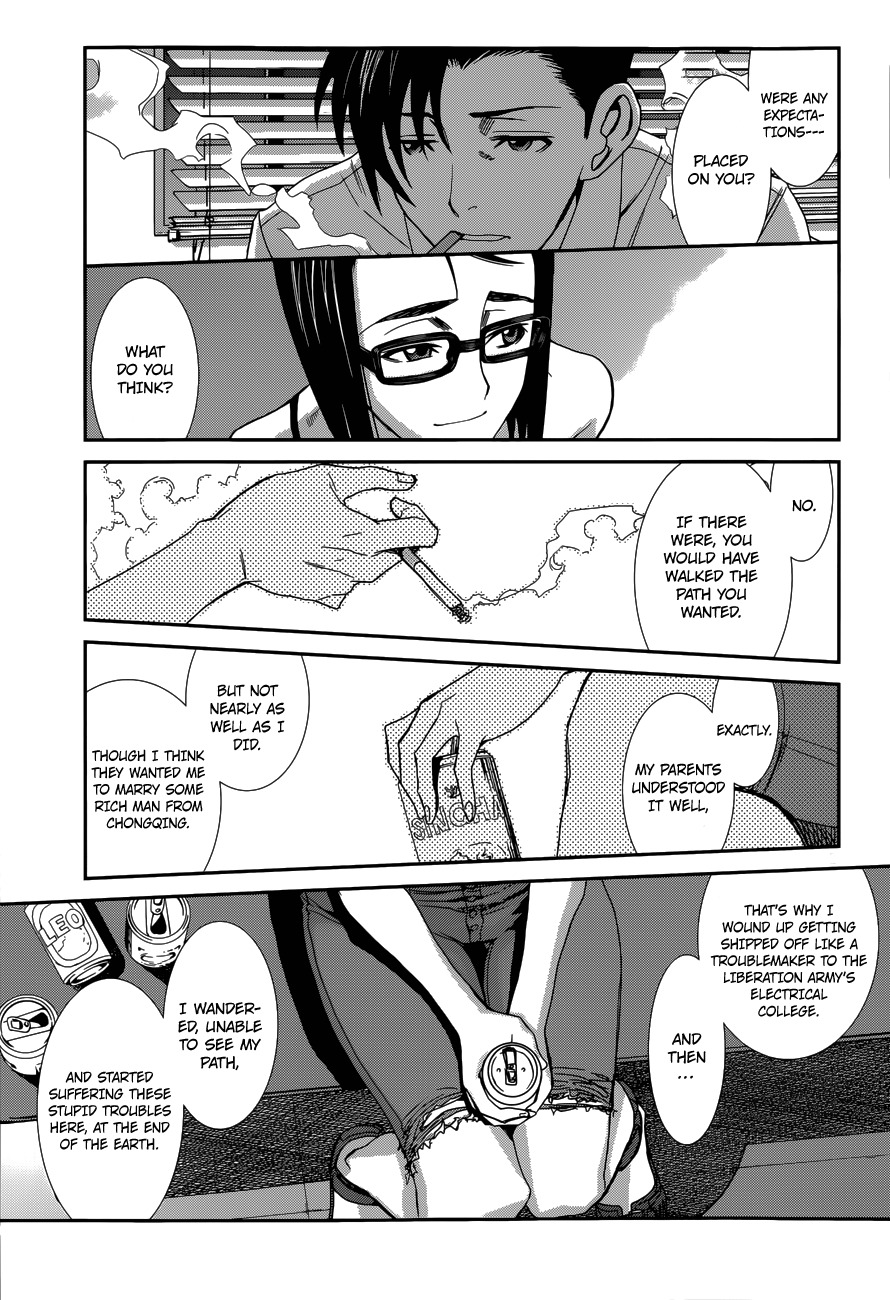 WERE ANY
EXPECTA-
TIONS---
PLACED
ON YOU?
WHAT
DO YOU
THINK?
NO.
IF THERE
WERE, YOU
WOULD HAVE
WALKED THE
PATH YOU
WANTED.
EXACTLY.
MY PARENTS
UNDERSTOOD
IT WELL,
BUT NOT
NEARLY AS
WELL AS I
DID.
THOUGH I THINK
THEY WANTED ME
TO MARRY SOME
RICH MAN FROM
CHONGQING.
SINGHA
THAT'S WHY I
WOUND UP GETTING
SHIPPED OFF LIKE A
TROUBLEMAKER TO THE
LIBERATION ARMY'S
ELECTRICAL
COLLEGE.
AND
THEN
...
I WANDER-
ED, UNABLE
TO SEE MY
PATH,
AND STARTED
SUFFERING THESE
STUPID TROUBLES
HERE, AT THE END
OF THE EARTH.
LEO